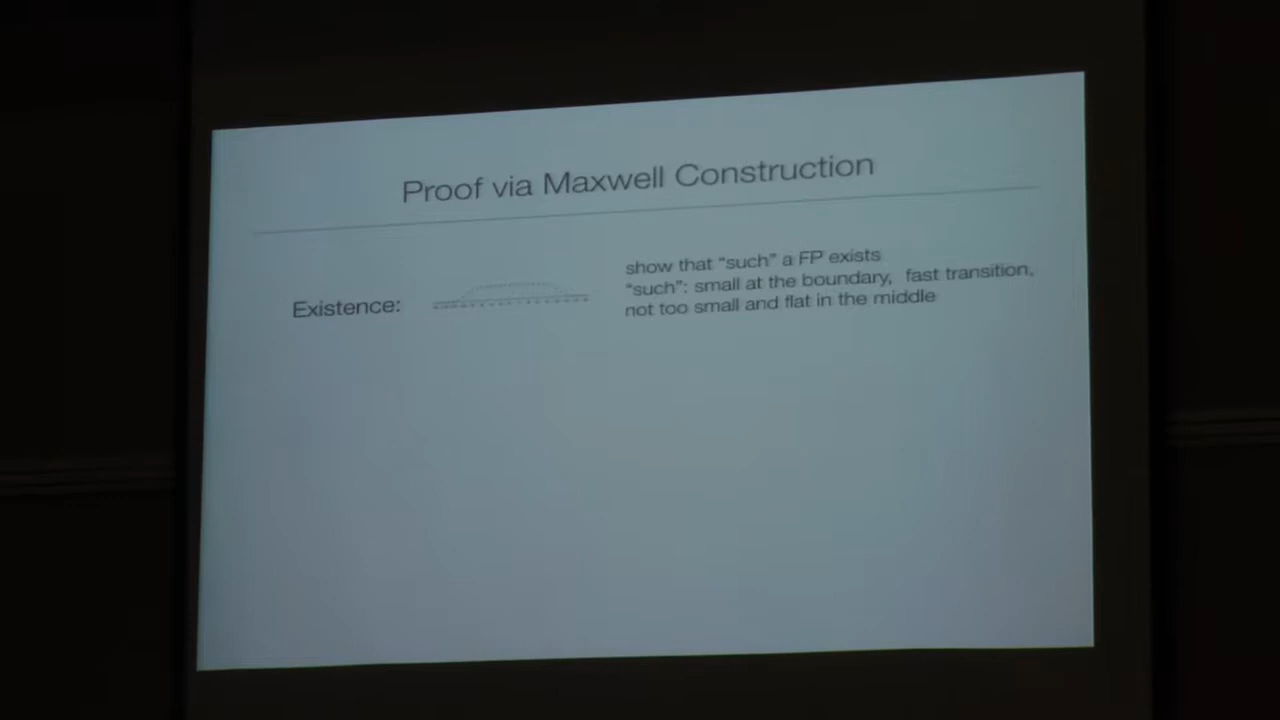 Proof via Maxwell Construction
Existence:
show that “such” a FP exists
“such”: small at the boundary, fast transition,
not too small and flat in the middle